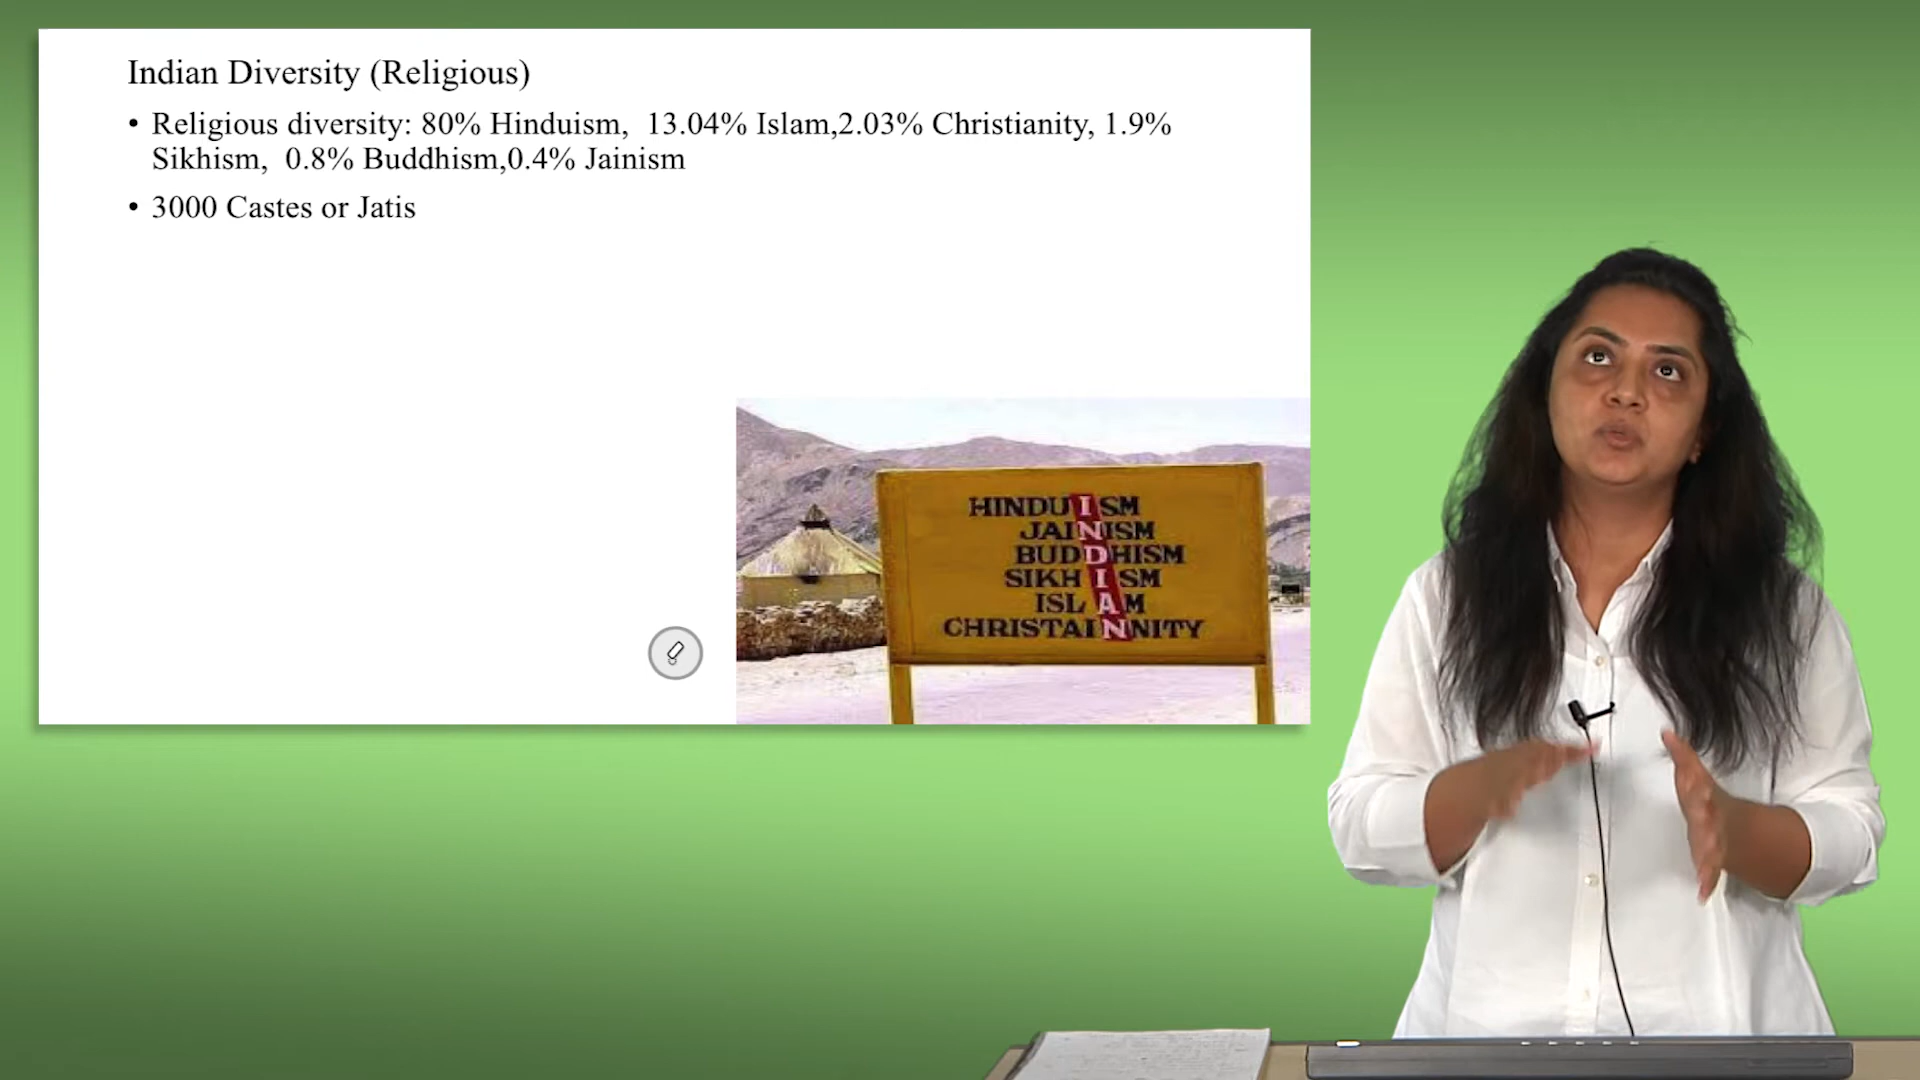 Indian Diversity (Religious)
• Religious diversity: 80% Hinduism, 13.04% Islam,2.03% Christianity, 1.9%
Sikhism, 0.8% Buddhism,0.4% Jainism
• 3000 Castes or Jatis
HINDUISM
JAINISM
BUDDHISM
SIKHISM
ISLAM
CHRISTAINNITY